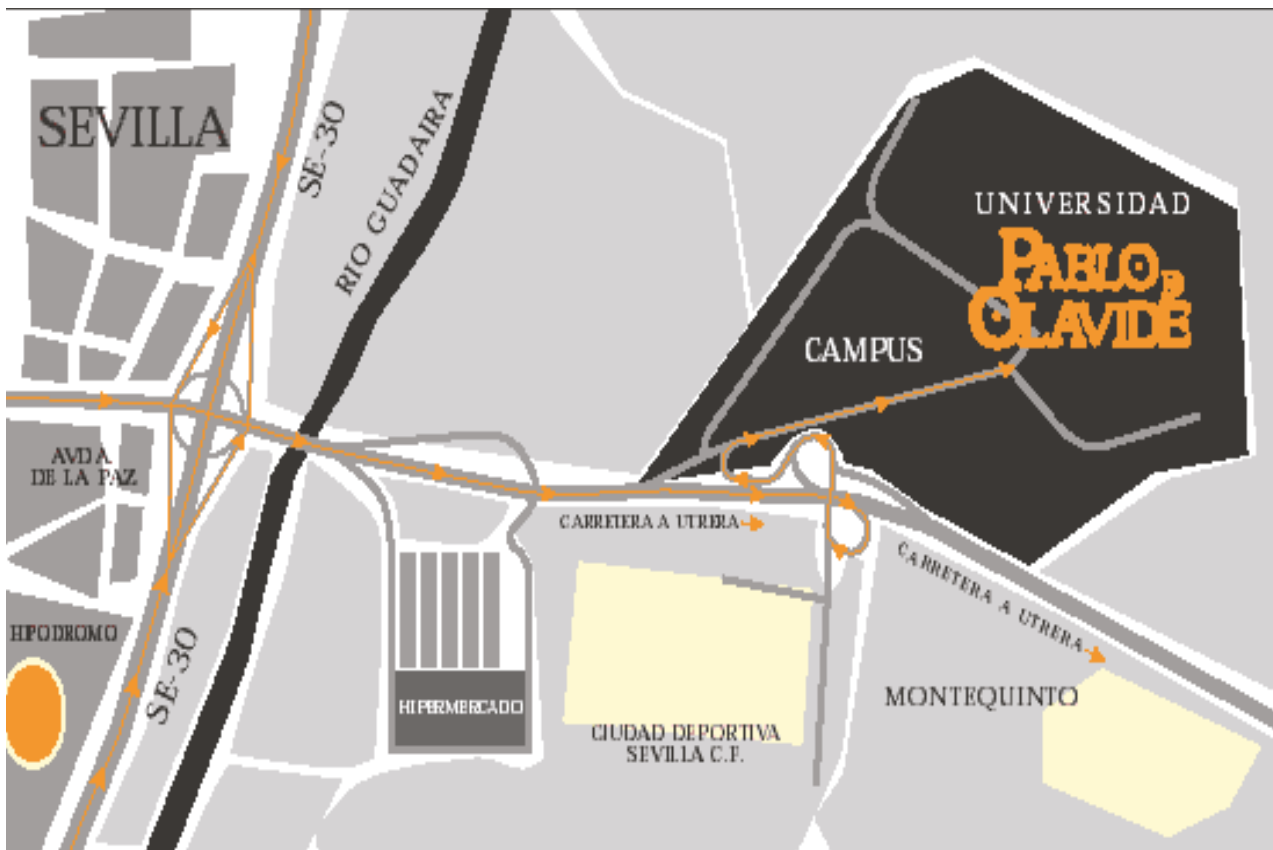 SEVILLA
SE-30
RIO GUADAIRA
UNIVERSIDAD
PABLO DE
OLAVIDE
CAMPUS
AVDA
DE LA PAZ
CARRETERA A UTRERA
CARRETERA A UTRERA
HIPODROMO
SE-30
HIPERMERCADO
CIUDAD DEPORTIVA
SEVILLA C.F.
MONTEQUINTO